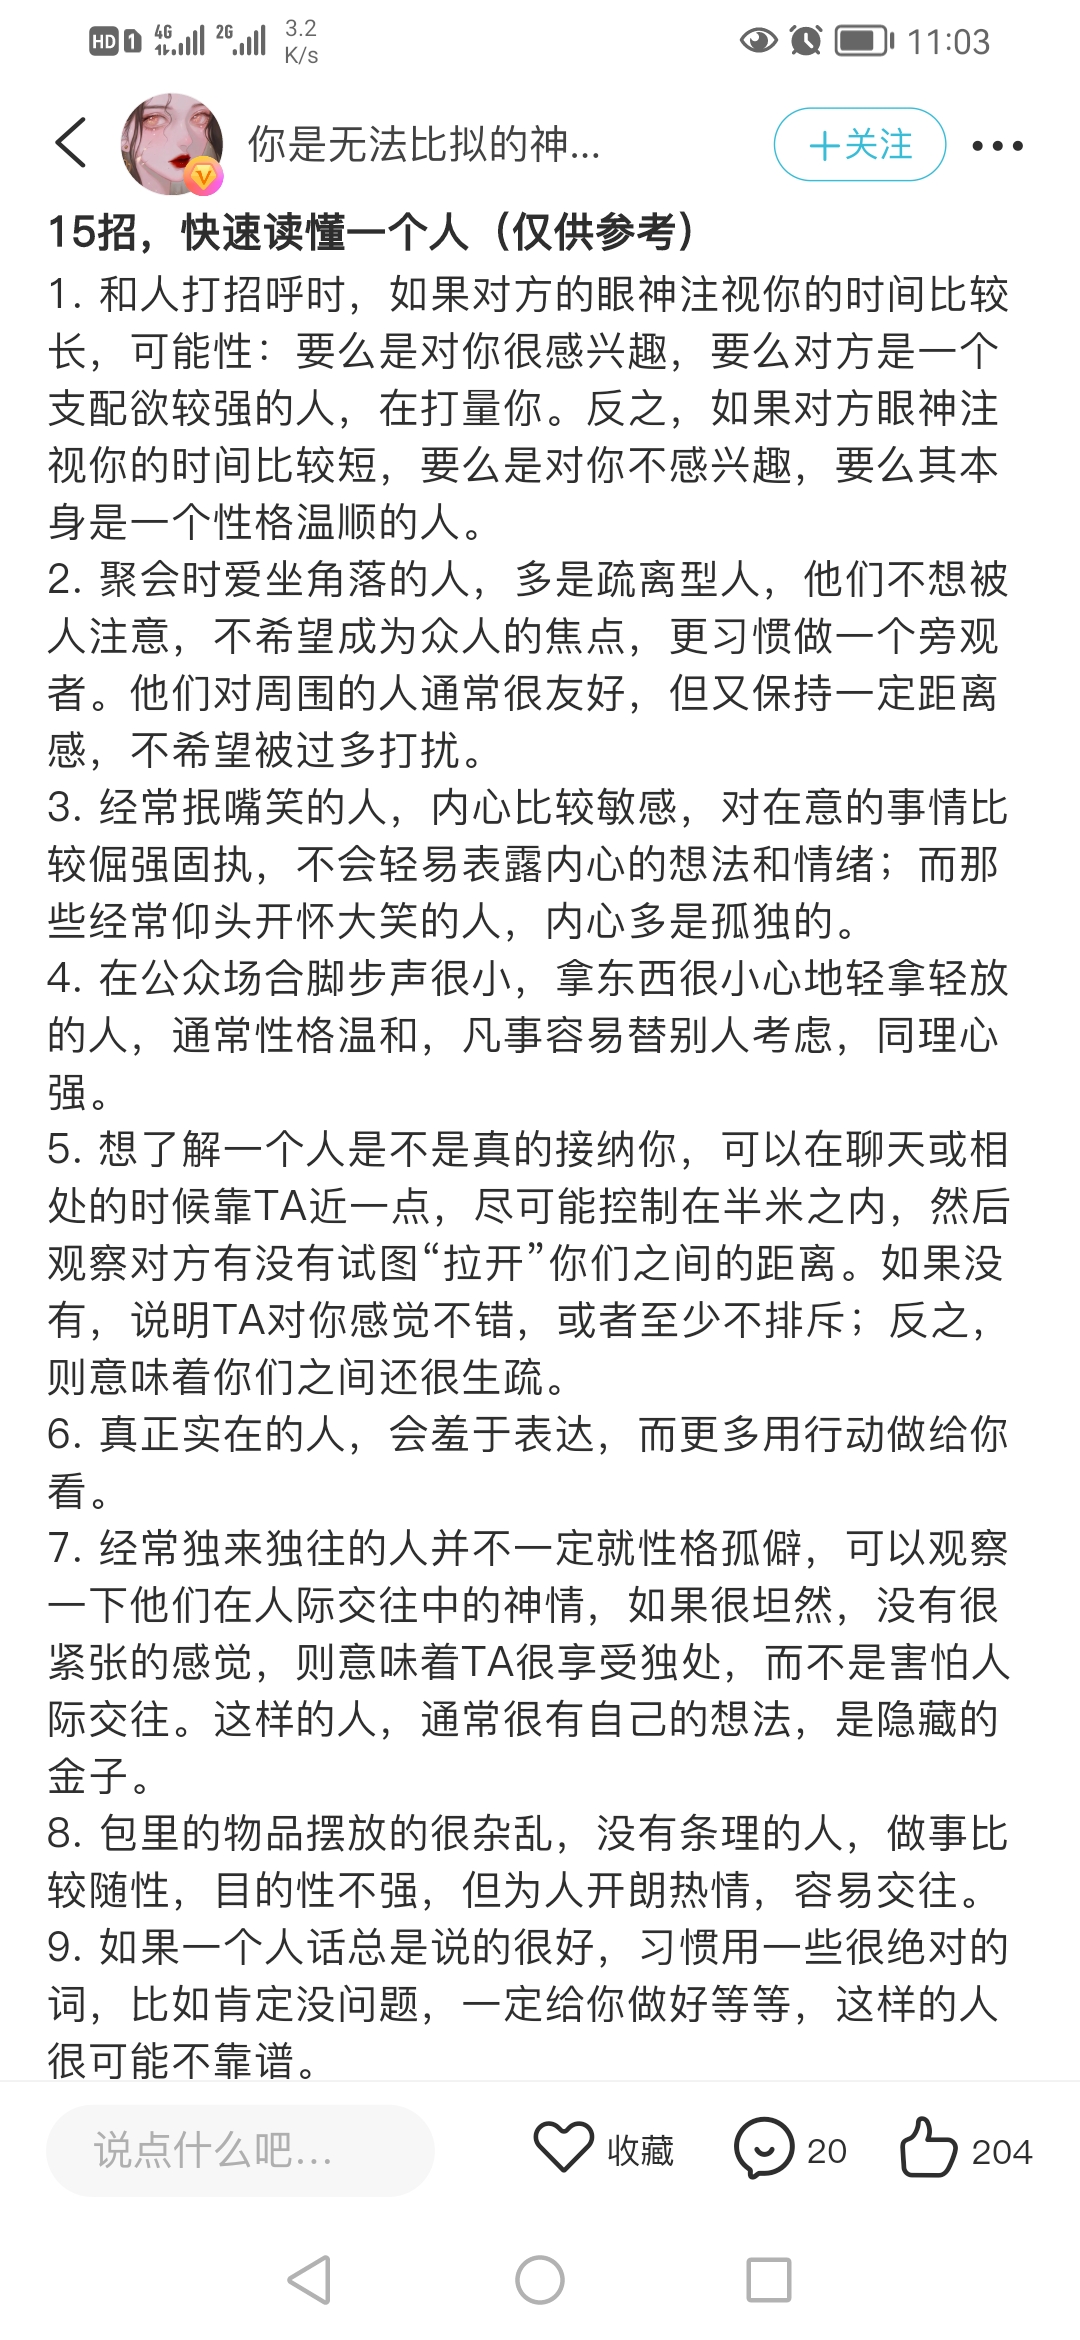 HD 1 4G 2G 3.2 K/s 11:03
你是无法比拟的神... +关注
15招，快速读懂一个人（仅供参考）
1. 和人打招呼时，如果对方的眼神注视你的时间比较
长，可能性：要么是对你很感兴趣，要么对方是一个
支配欲较强的人，在打量你。反之，如果对方眼神注
视你的时间比较短，要么是对你不感兴趣，要么其本
身是一个性格温顺的人。
2. 聚会时爱坐角落的人，多是疏离型人，他们不想被
人注意，不希望成为众人的焦点，更习惯做一个旁观
者。他们对周围的人通常很友好，但又保持一定距离
感，不希望被过多打扰。
3. 经常抿嘴笑的人，内心比较敏感，对在意的事情比
较倔强固执，不会轻易表露内心的想法和情绪；而那
些经常仰头开怀大笑的人，内心多是孤独的。
4. 在公众场合脚步声很小，拿东西很小心地轻拿轻放
的人，通常性格温和，凡事容易替别人考虑，同理心
强。
5. 想了解一个人是不是真的接纳你，可以在聊天或相
处的时候靠TA近一点，尽可能控制在半米之内，然后
观察对方有没有试图“拉开”你们之间的距离。如果没
有，说明TA对你感觉不错，或者至少不排斥；反之，
则意味着你们之间还很生疏。
6. 真正实在的人，会羞于表达，而更多用行动做给你
看。
7. 经常独来独往的人并不一定就性格孤僻，可以观察
一下他们在人际交往中的神情，如果很坦然，没有很
紧张的感觉，则意味着TA很享受独处，而不是害怕人
际交往。这样的人，通常很有自己的想法，是隐藏的
金子。
8. 包里的物品摆放的很杂乱，没有条理的人，做事比
较随性，目的性不强，但为人开朗热情，容易交往。
9. 如果一个人话总是说的很好，习惯用一些很绝对的
词，比如肯定没问题，一定给你做好等等，这样的人
很可能不靠谱。
说点什么吧... 收藏 20 204